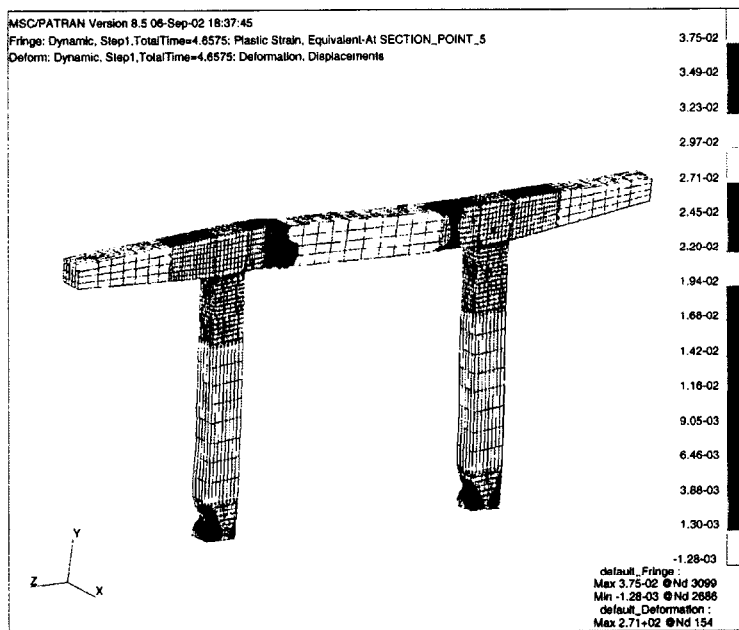 MSC/PATRAN Version 8.5 06-Sep-02 18:37:45
Fringe: Dynamic, Step1,TotalTime=4.6575: Plastic Strain, Equivalent-At SECTION_POINT_5
Deform: Dynamic, Step1,TotalTime=4.6575: Deformation, Displacements
3.75-02
3.49-02
3.23-02
2.97-02
2.71-02
2.45-02
2.20-02
1.94-02
1.68-02
1.42-02
1.16-02
9.05-03
6.46-03
3.88-03
1.30-03
-1.28-03
Y
Z
X
default_Fringe :
Max 3.75-02 @Nd 3099
Min -1.28-03 @Nd 2686
default_Deformation :
Max 2.71+02 @Nd 154